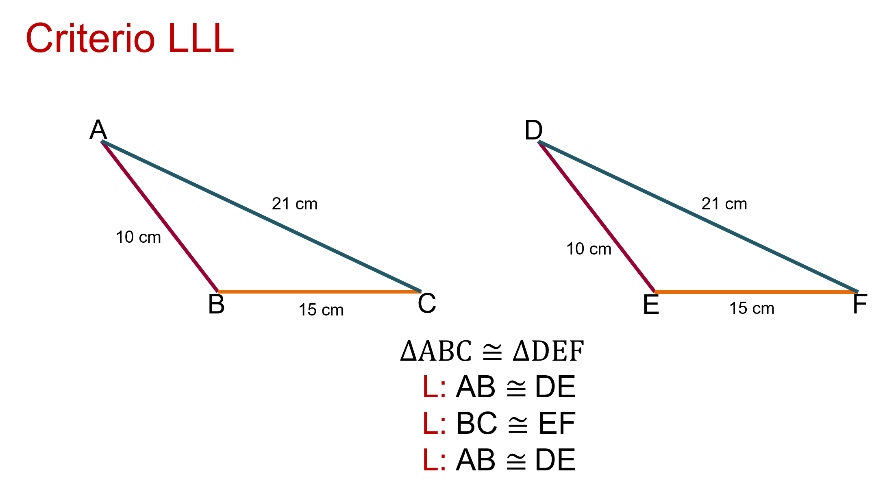 Criterio LLL
A
D
21 cm
21 cm
10 cm
10 cm
B
C
E
F
15 cm
15 cm
ΔABC ≅ ΔDEF
L: AB ≅ DE
L: BC ≅ EF
L: AB ≅ DE